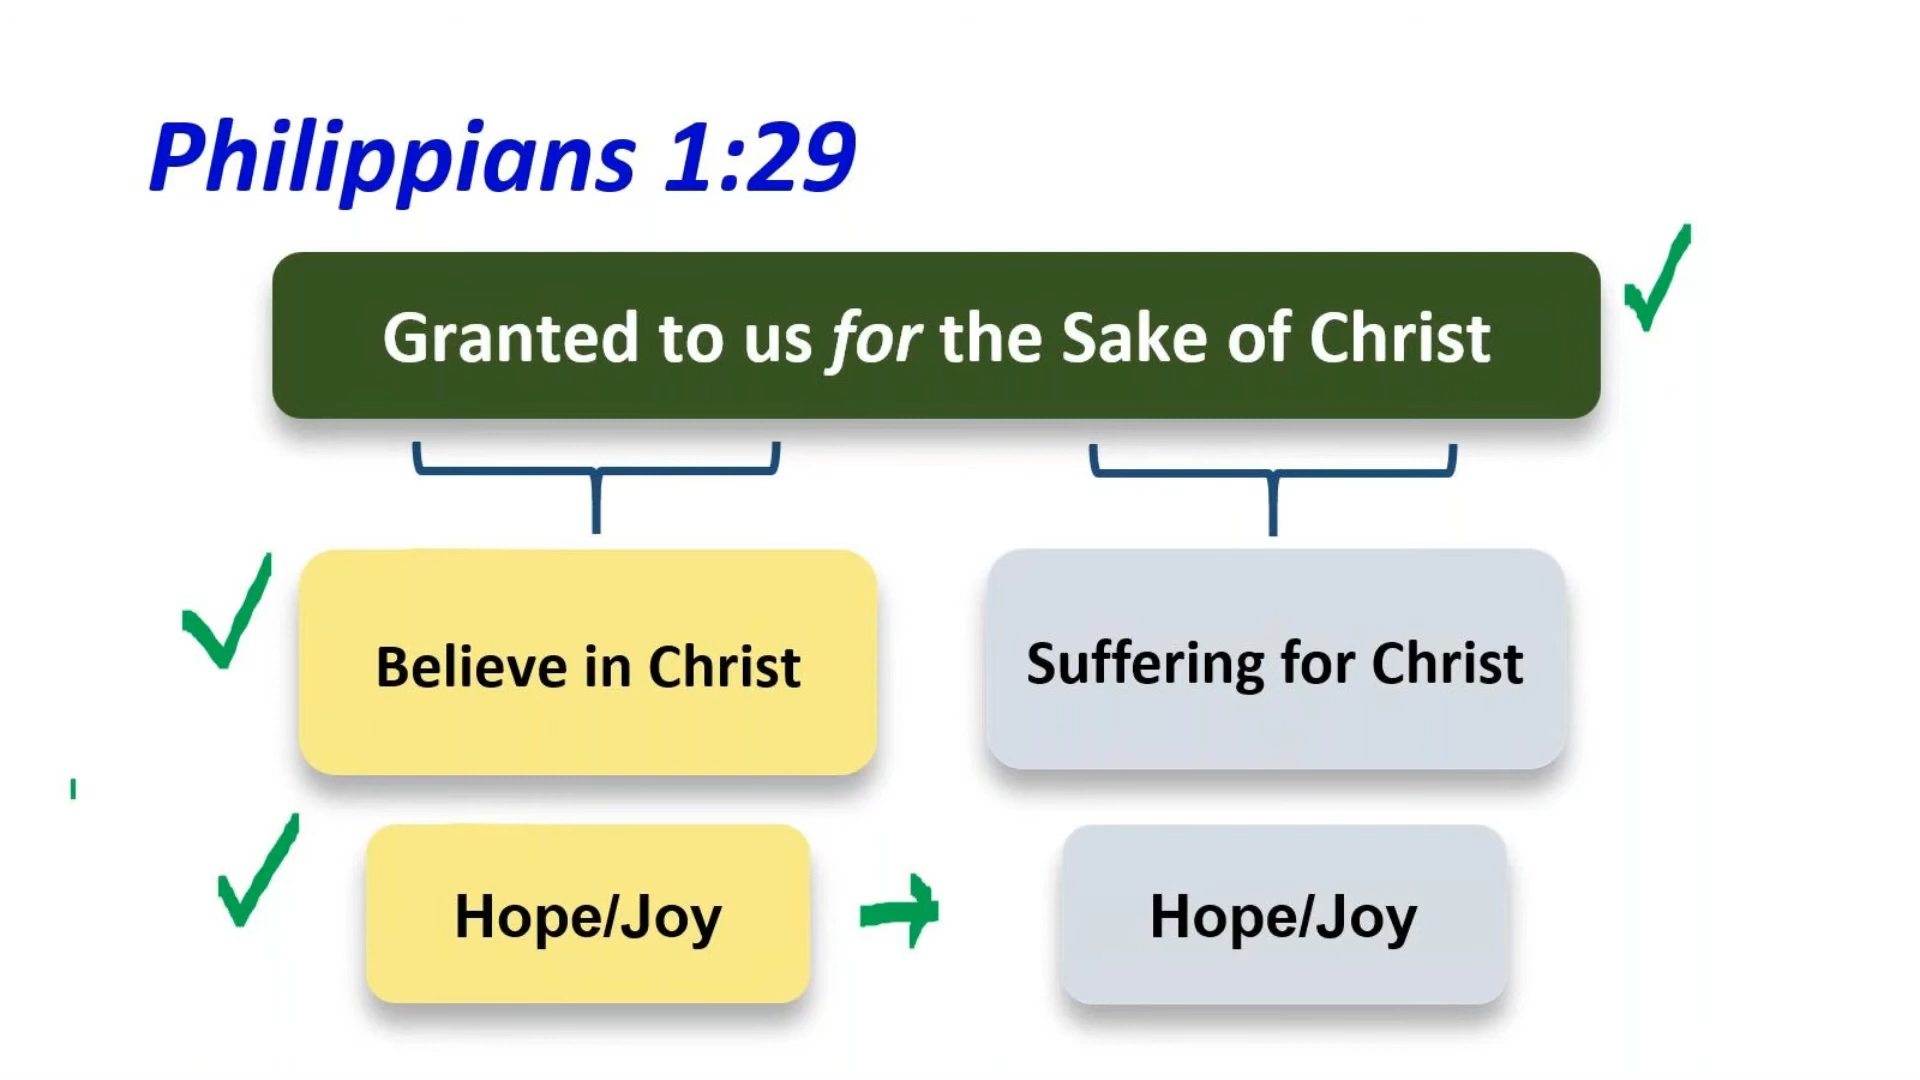 Philippians 1:29
Granted to us for the Sake of Christ
Believe in Christ
Suffering for Christ
Hope/Joy
Hope/Joy